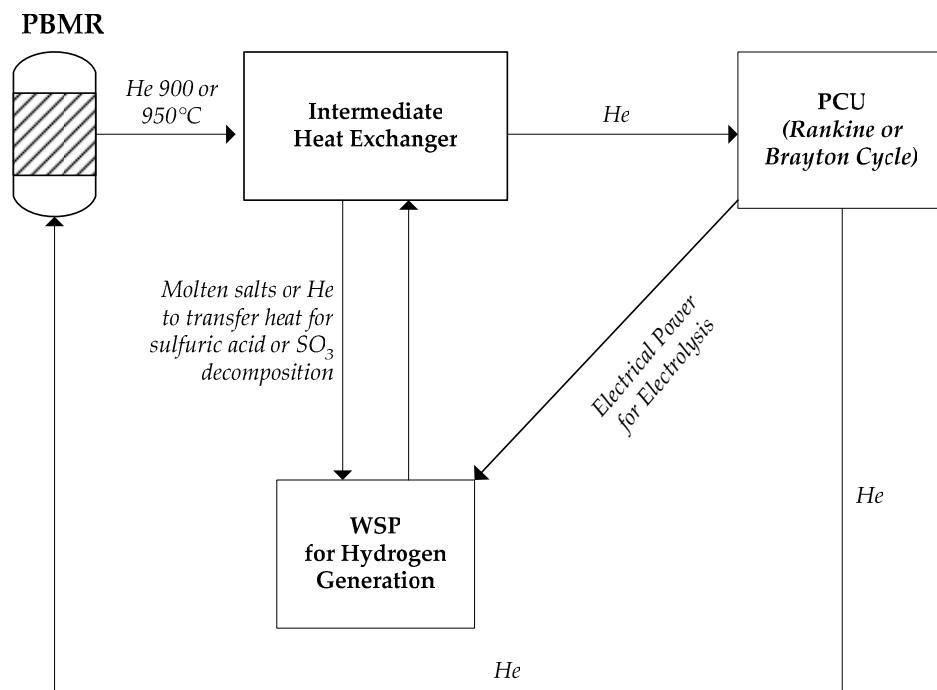 PBMR
He 900 or
950°C
Intermediate
Heat Exchanger
He
PCU
(Rankine or
Brayton Cycle)
Molten salts or He
to transfer heat for
sulfuric acid or SO₃
decomposition
Electrical Power
for Electrolysis
He
WSP
for Hydrogen
Generation
He